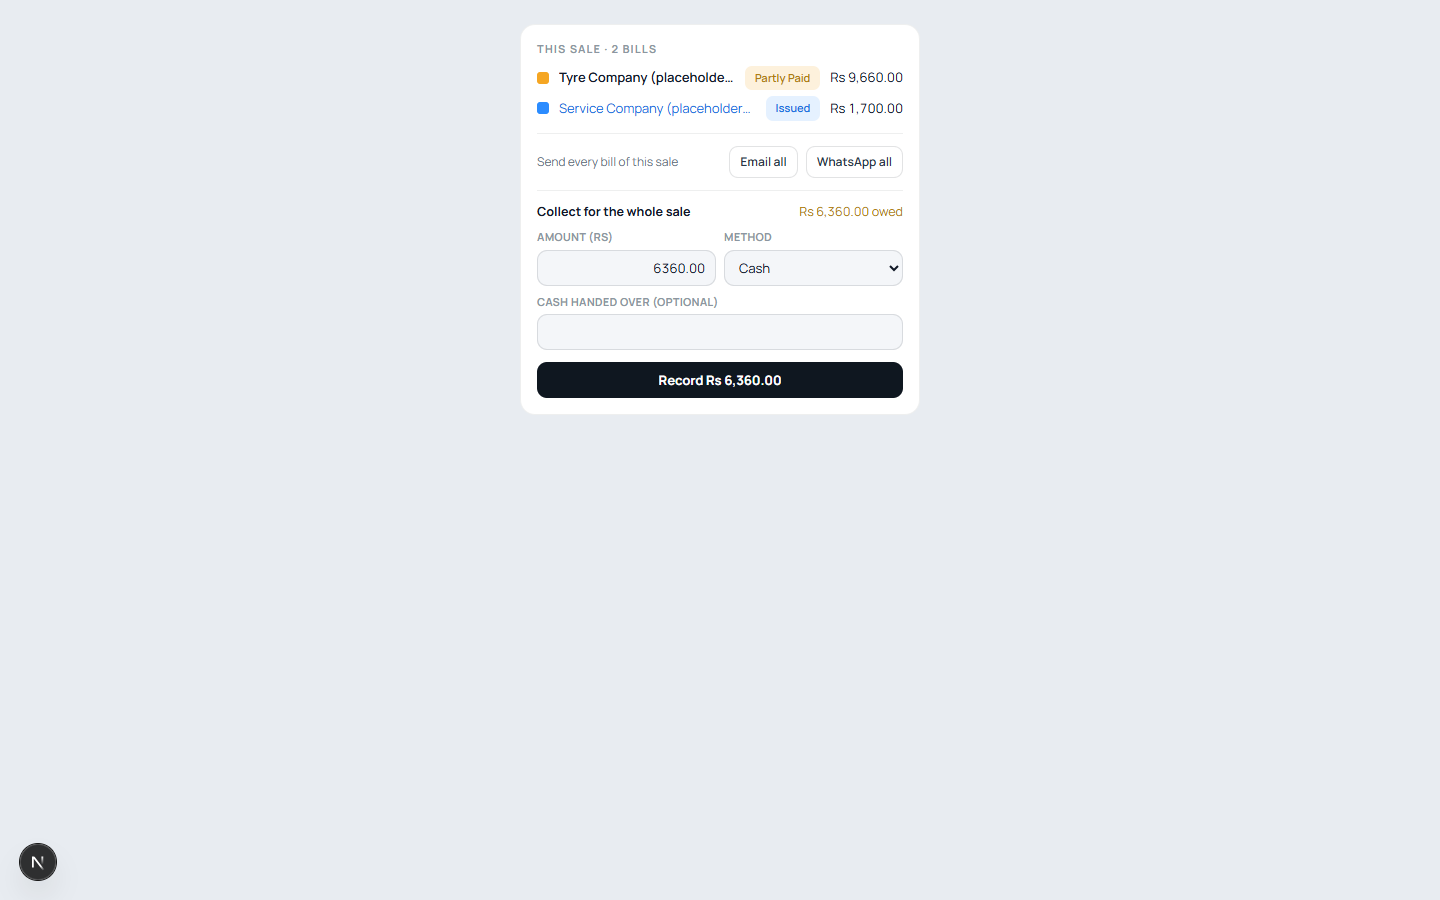 THIS SALE · 2 BILLS
Tyre Company (placeholde... Partly Paid Rs 9,660.00
Service Company (placeholder... Issued Rs 1,700.00
Send every bill of this sale Email all WhatsApp all
Collect for the whole sale Rs 6,360.00 owed
AMOUNT (RS) METHOD
6360.00 Cash
CASH HANDED OVER (OPTIONAL)
Record Rs 6,360.00
N